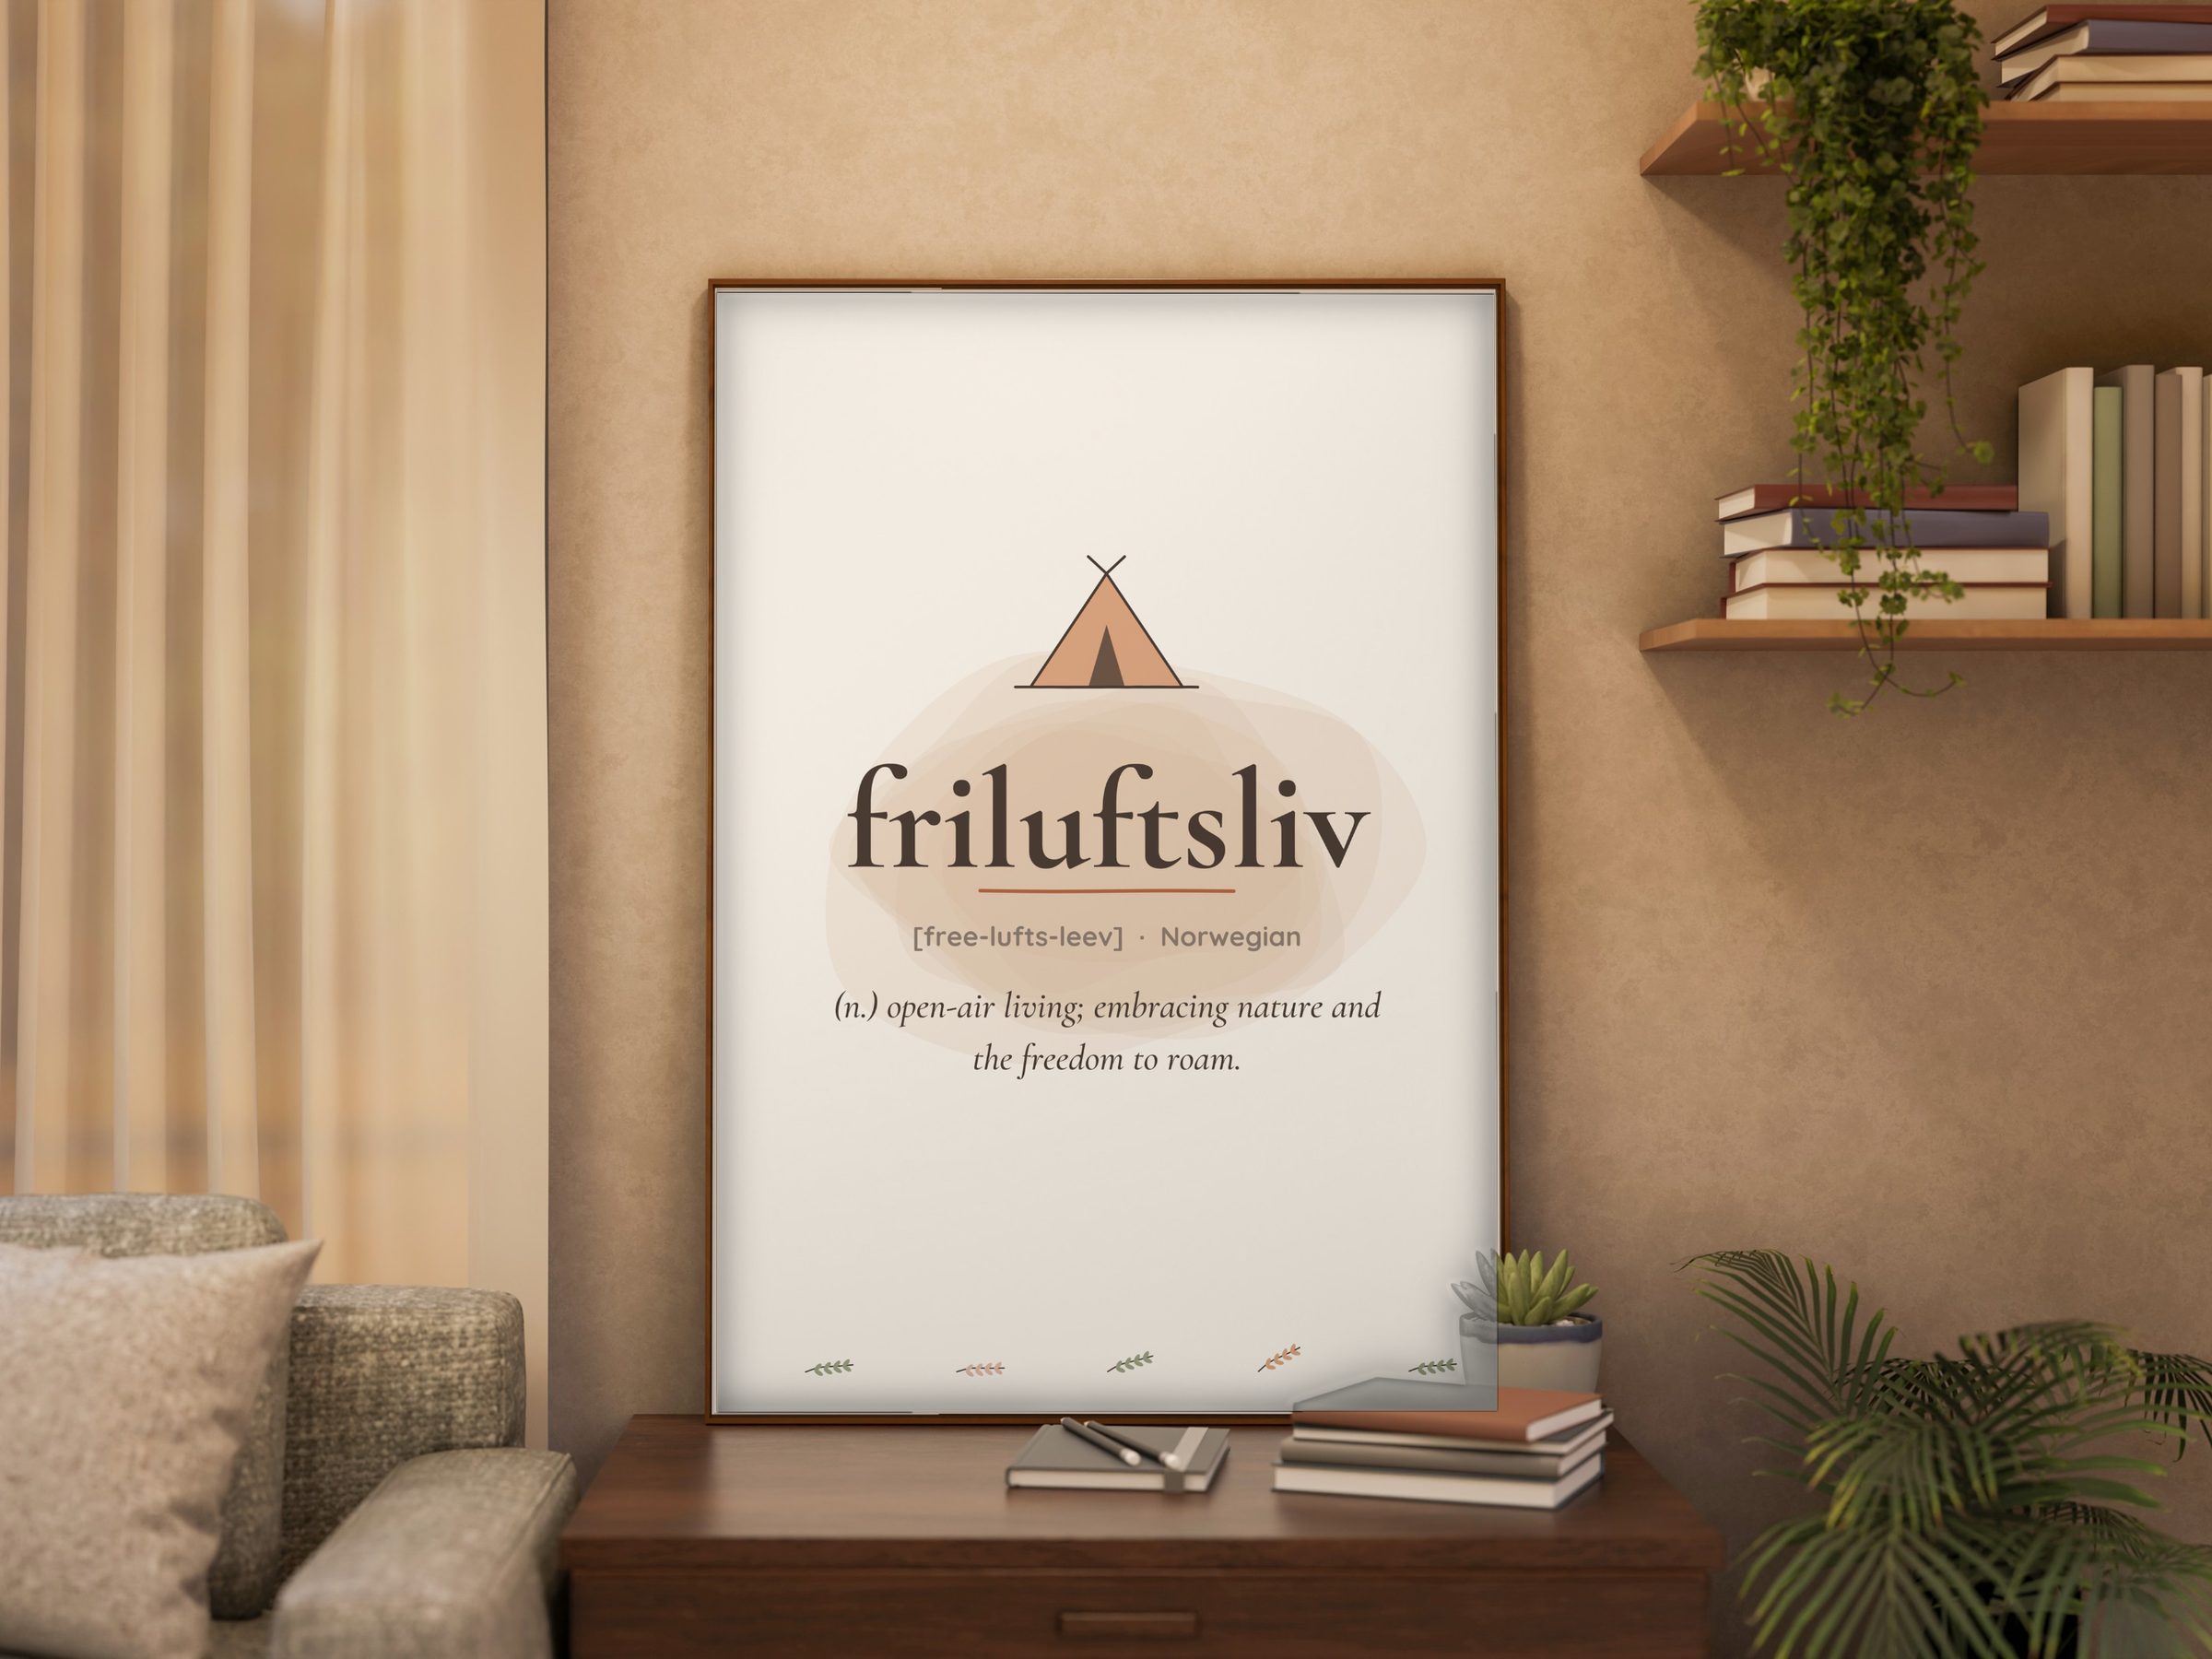 friluftsliv
[free-lufts-leev] · Norwegian
(n.) open-air living; embracing nature and
the freedom to roam.